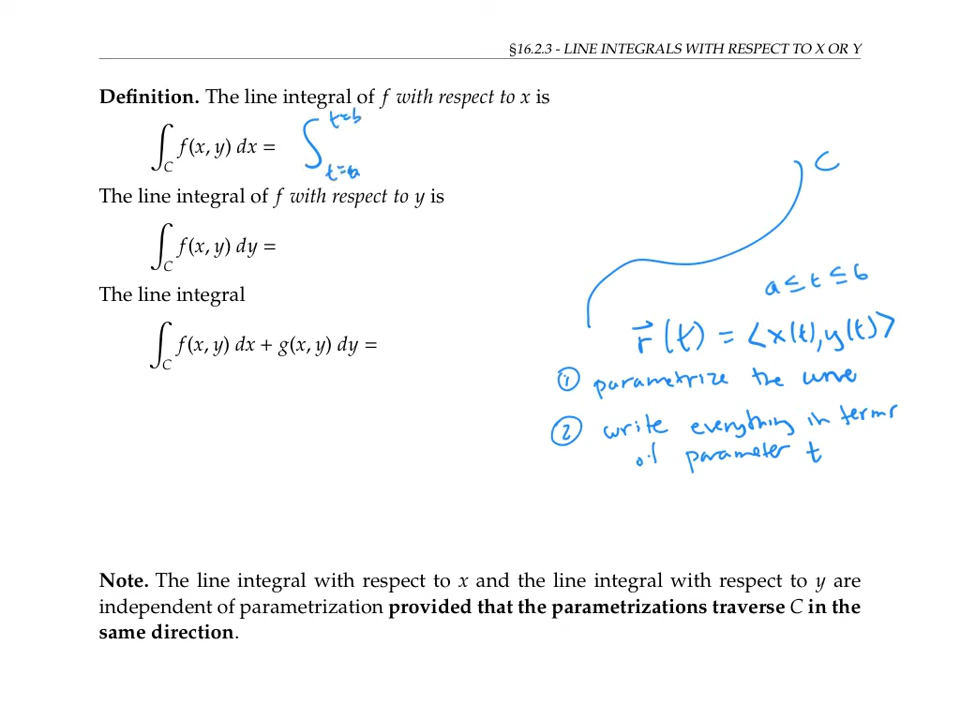 §16.2.3 - LINE INTEGRALS WITH RESPECT TO X OR Y
Definition. The line integral of f with respect to x is
∫_C f(x, y) dx = ∫_{t=a}^{t=b}
The line integral of f with respect to y is
∫_C f(x, y) dy =
The line integral
∫_C f(x, y) dx + g(x, y) dy =
C
a ≤ t ≤ b
r⃗(t) = ⟨x(t), y(t)⟩
① parametrize the curve
② write everything in terms
of parameter t
Note. The line integral with respect to x and the line integral with respect to y are
independent of parametrization provided that the parametrizations traverse C in the
same direction.